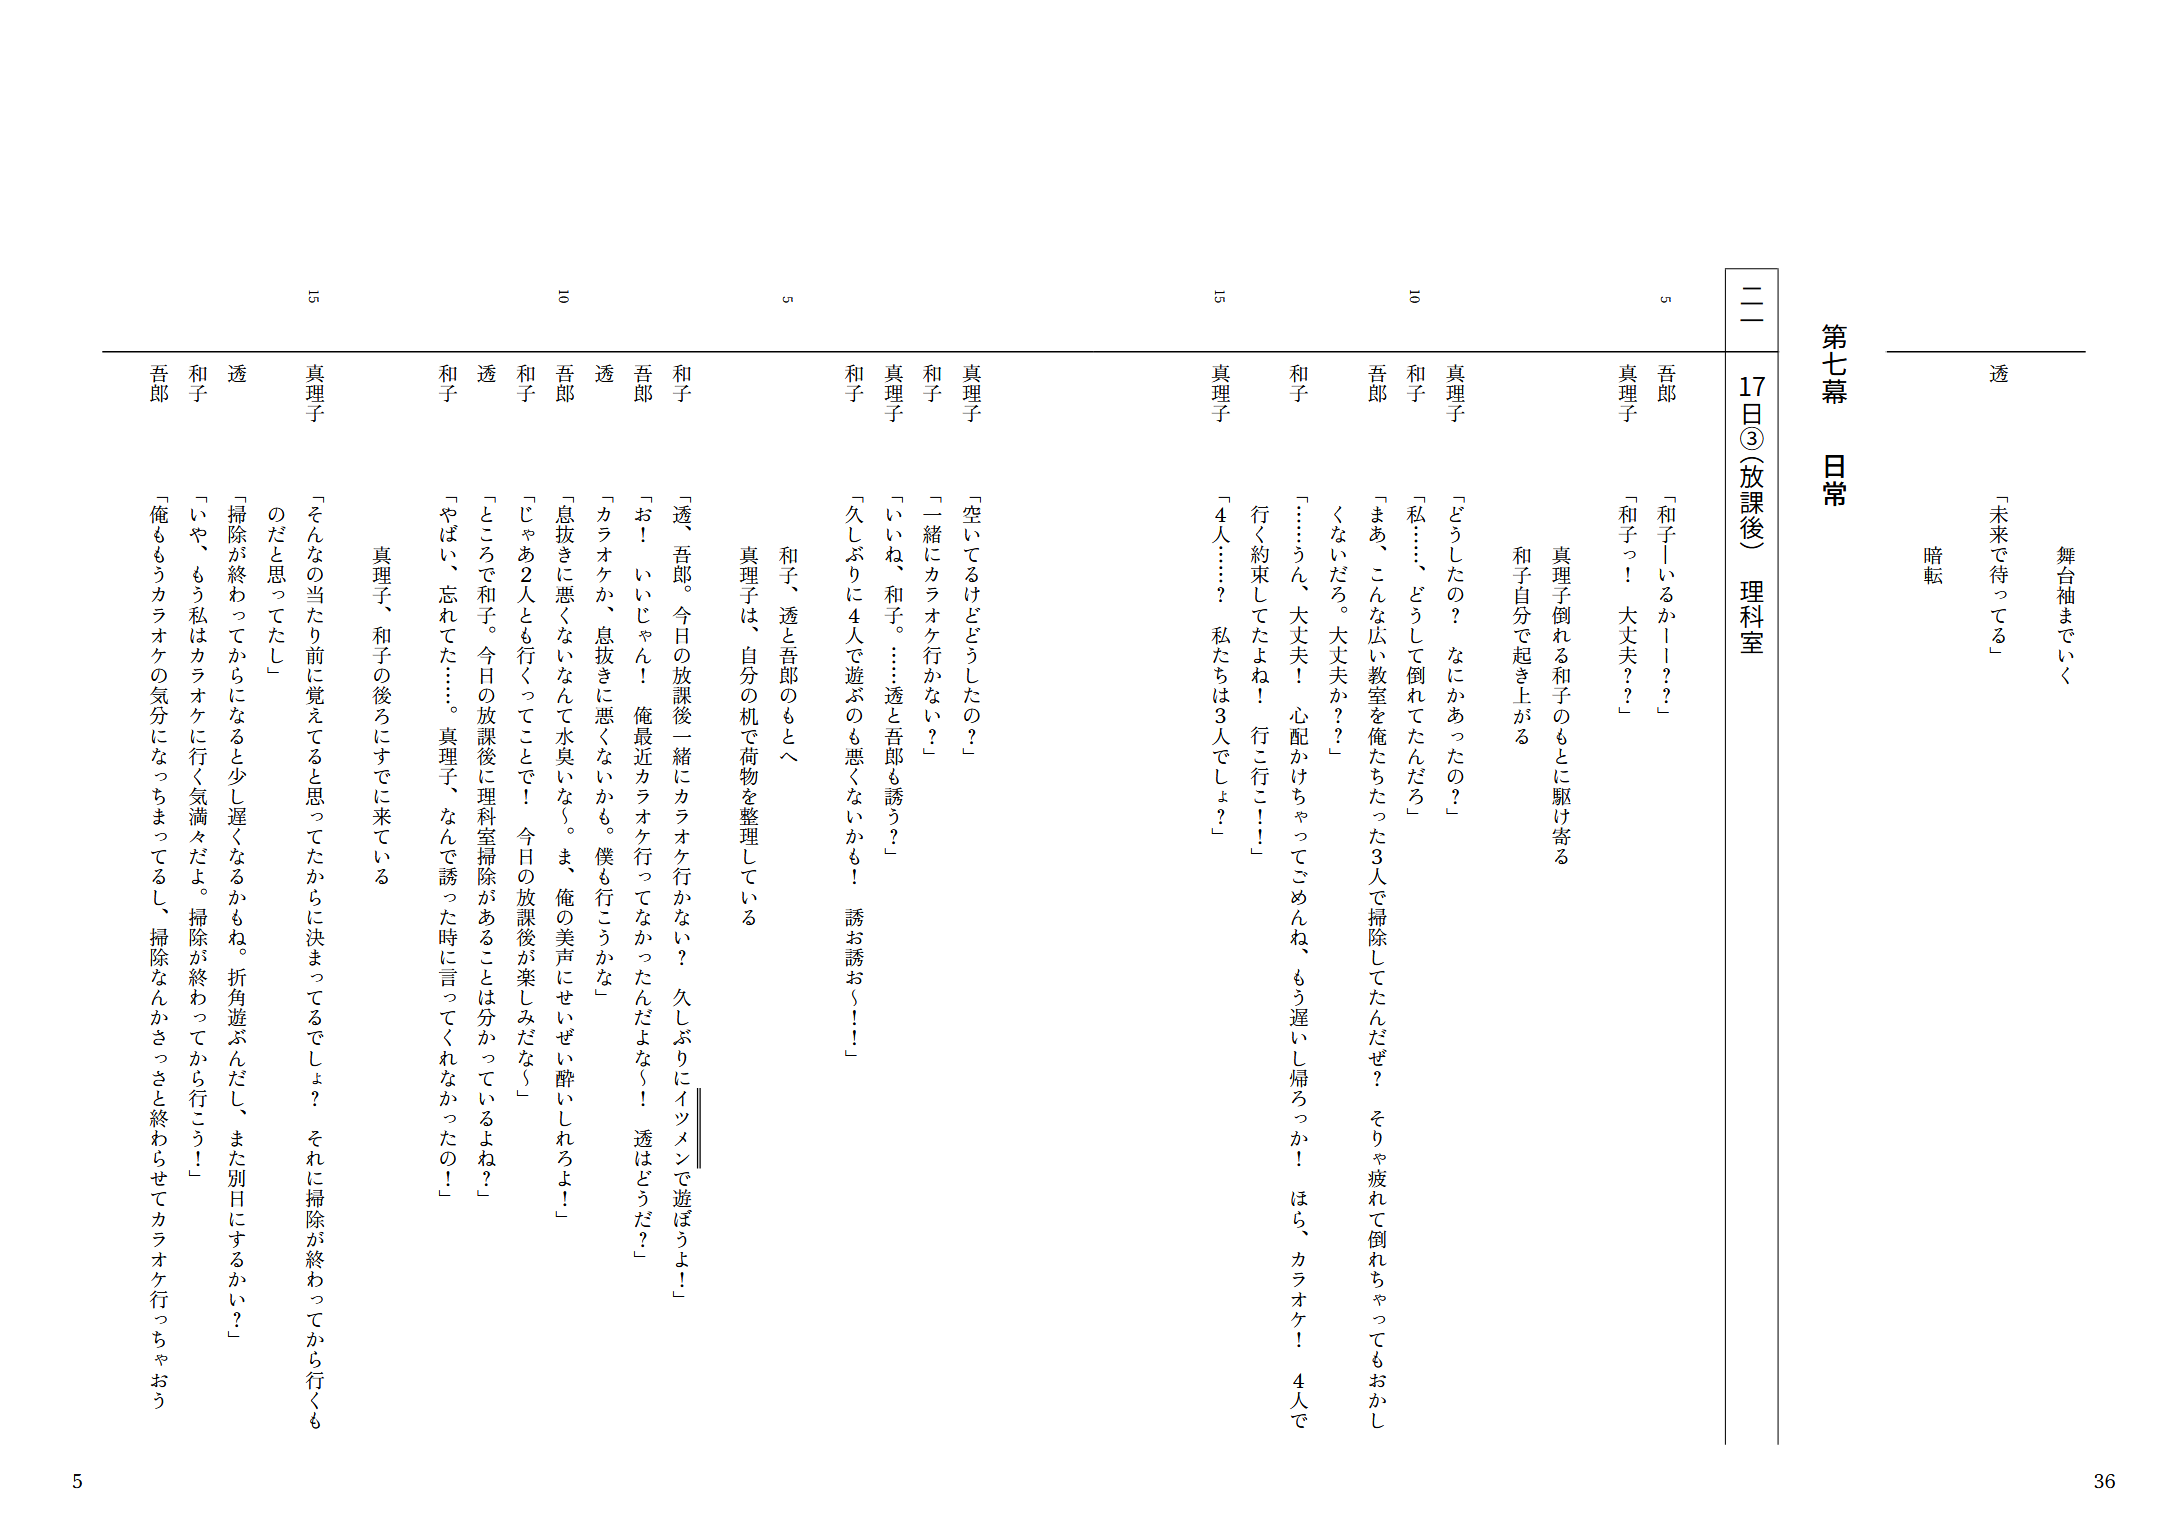 舞台袖までいく
透　「未来で待ってる」
暗転
第七幕　日常
二一　17日③（放課後）　理科室
5
吾郎　「和子―いるかーー？？」
真理子　「和子っ！　大丈夫？？」
真理子倒れる和子のもとに駆け寄る
和子自分で起き上がる
真理子　「どうしたの？　なにかあったの？」
10
和子　「私……、どうして倒れてたんだろ」
吾郎　「まあ、こんな広い教室を俺たちたった３人で掃除してたんだぜ？　そりゃ疲れて倒れちゃってもおかし
くないだろ。大丈夫か？？」
和子　「……うん、大丈夫！　心配かけちゃってごめんね、もう遅いし帰ろっか！　ほら、カラオケ！　４人で
行く約束してたよね！　行こ行こ！！」
15
真理子　「４人……？　私たちは３人でしょ？」
36
真理子　「空いてるけどどうしたの？」
和子　「一緒にカラオケ行かない？」
真理子　「いいね、和子。……透と吾郎も誘う？」
和子　「久しぶりに４人で遊ぶのも悪くないかも！　誘お誘お～！！」
5
和子、透と吾郎のもとへ
真理子は、自分の机で荷物を整理している
和子　「透、吾郎。今日の放課後一緒にカラオケ行かない？　久しぶりにイツメンで遊ぼうよ！」
吾郎　「お！　いいじゃん！　俺最近カラオケ行ってなかったんだよな～！　透はどうだ？」
透　「カラオケか、息抜きに悪くないかも。僕も行こうかな」
10
吾郎　「息抜きに悪くないなんて水臭いな～。ま、俺の美声にせいぜい酔いしれろよ！」
和子　「じゃあ２人とも行くってことで！　今日の放課後が楽しみだな～」
透　「ところで和子。今日の放課後に理科室掃除があることは分かっているよね？」
和子　「やばい、忘れてた……。真理子、なんで誘った時に言ってくれなかったの！」
真理子、和子の後ろにすでに来ている
15
真理子　「そんなの当たり前に覚えてると思ってたからに決まってるでしょ？　それに掃除が終わってから行くも
のだと思ってたし」
透　「掃除が終わってからになると少し遅くなるかもね。折角遊ぶんだし、また別日にするかい？」
和子　「いや、もう私はカラオケに行く気満々だよ。掃除が終わってから行こう！」
吾郎　「俺ももうカラオケの気分になっちまってるし、掃除なんかさっさと終わらせてカラオケ行っちゃおう
5